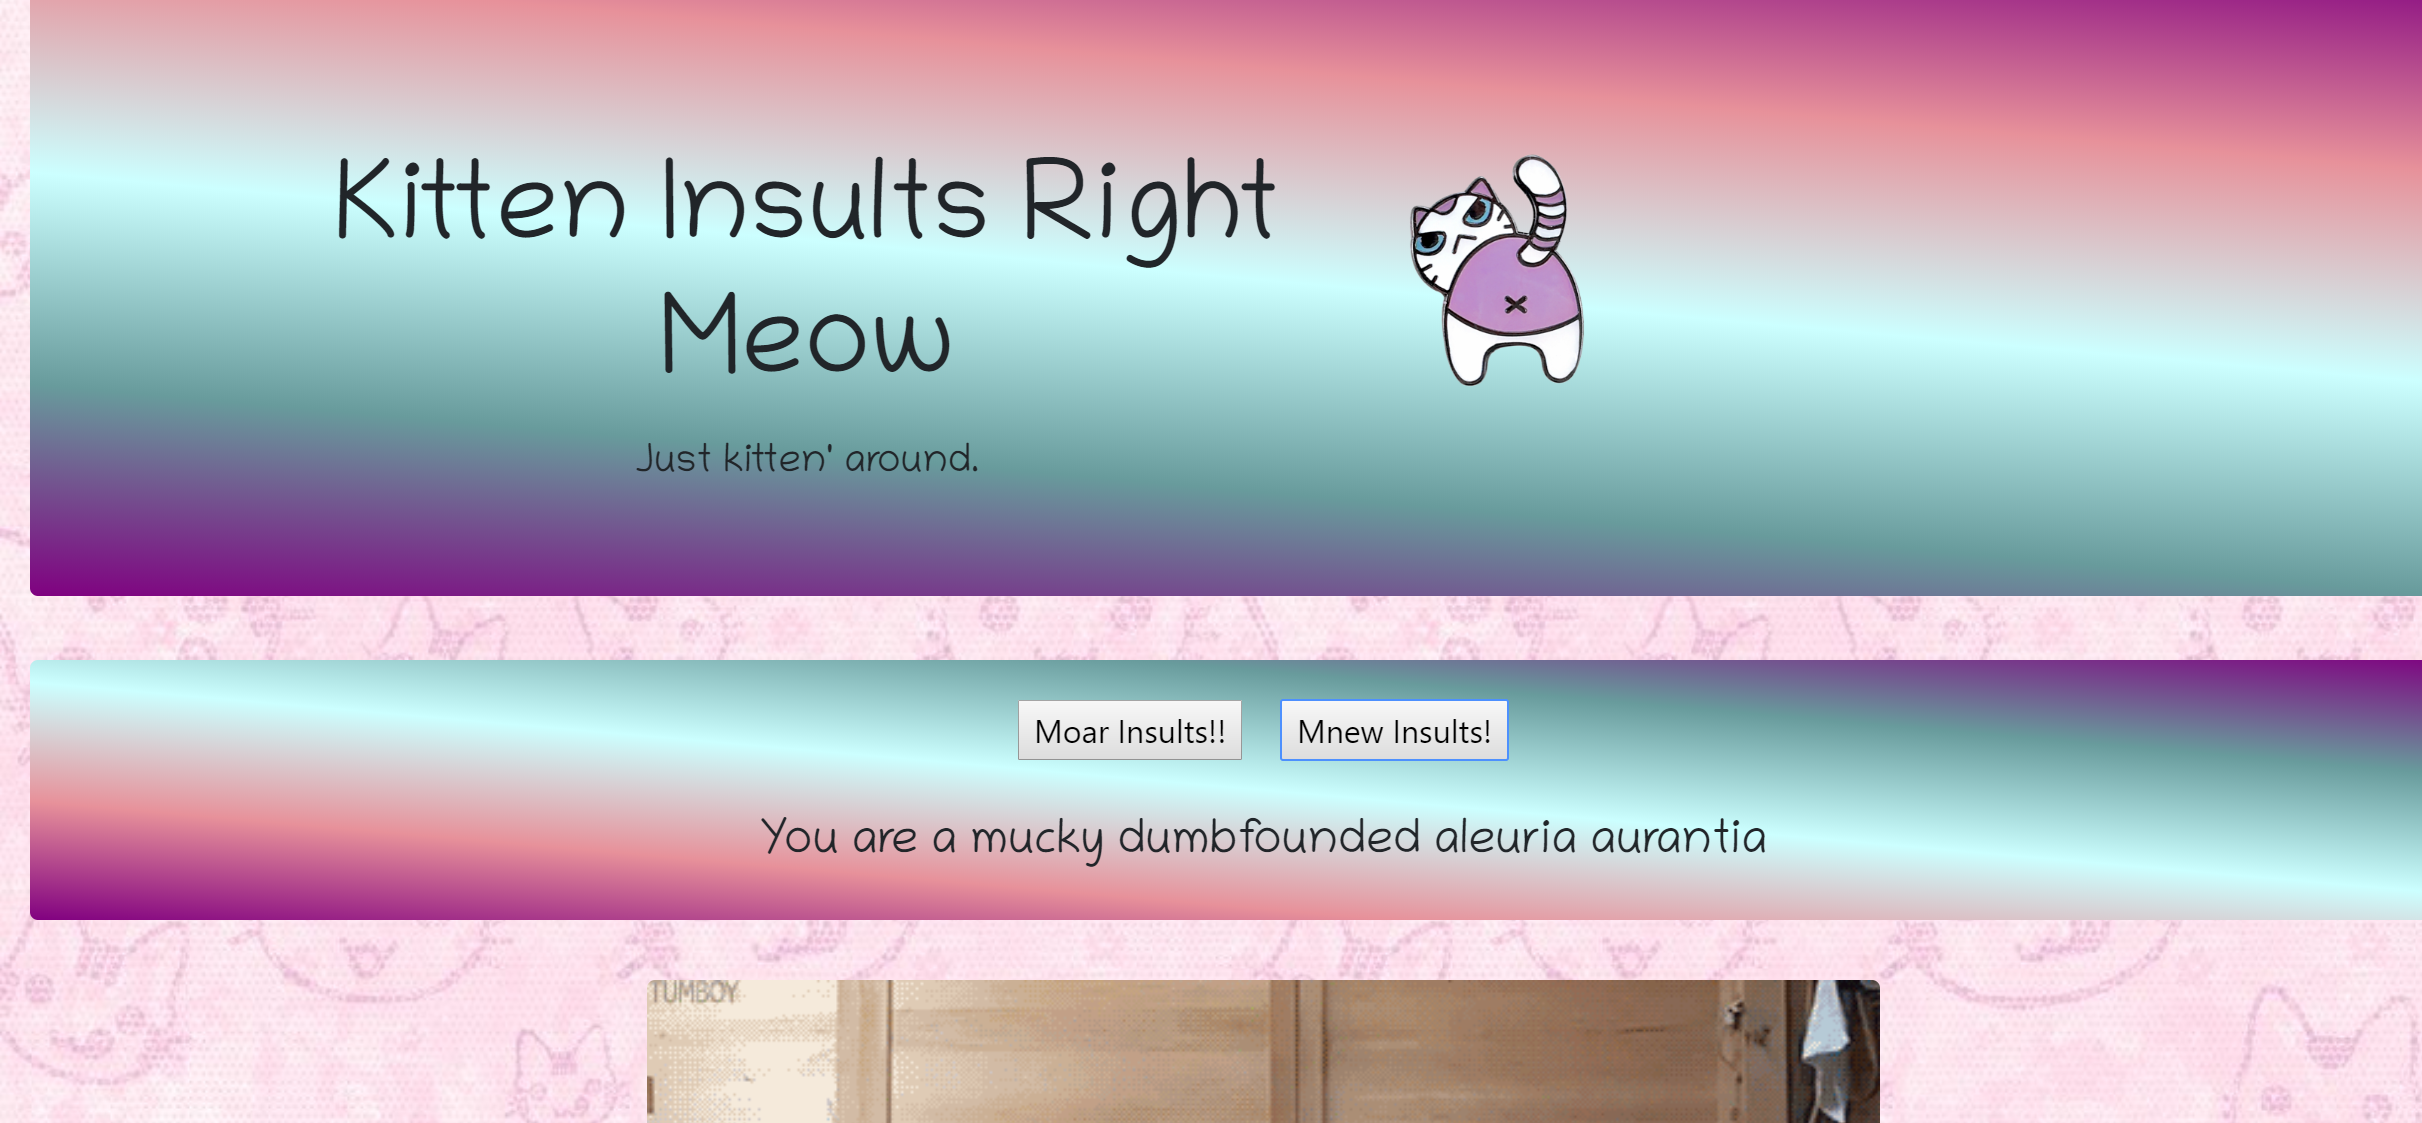 Kitten Insults Right
Meow
Just kitten' around.
Moar Insults!! Mnew Insults!
You are a mucky dumbfounded aleuria aurantia
TUMBOY